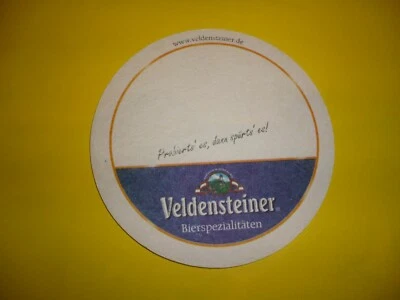 www.veldensteiner.de
Probierts' es, dann spürts' es!
Veldensteiner
Bierspezialitäten